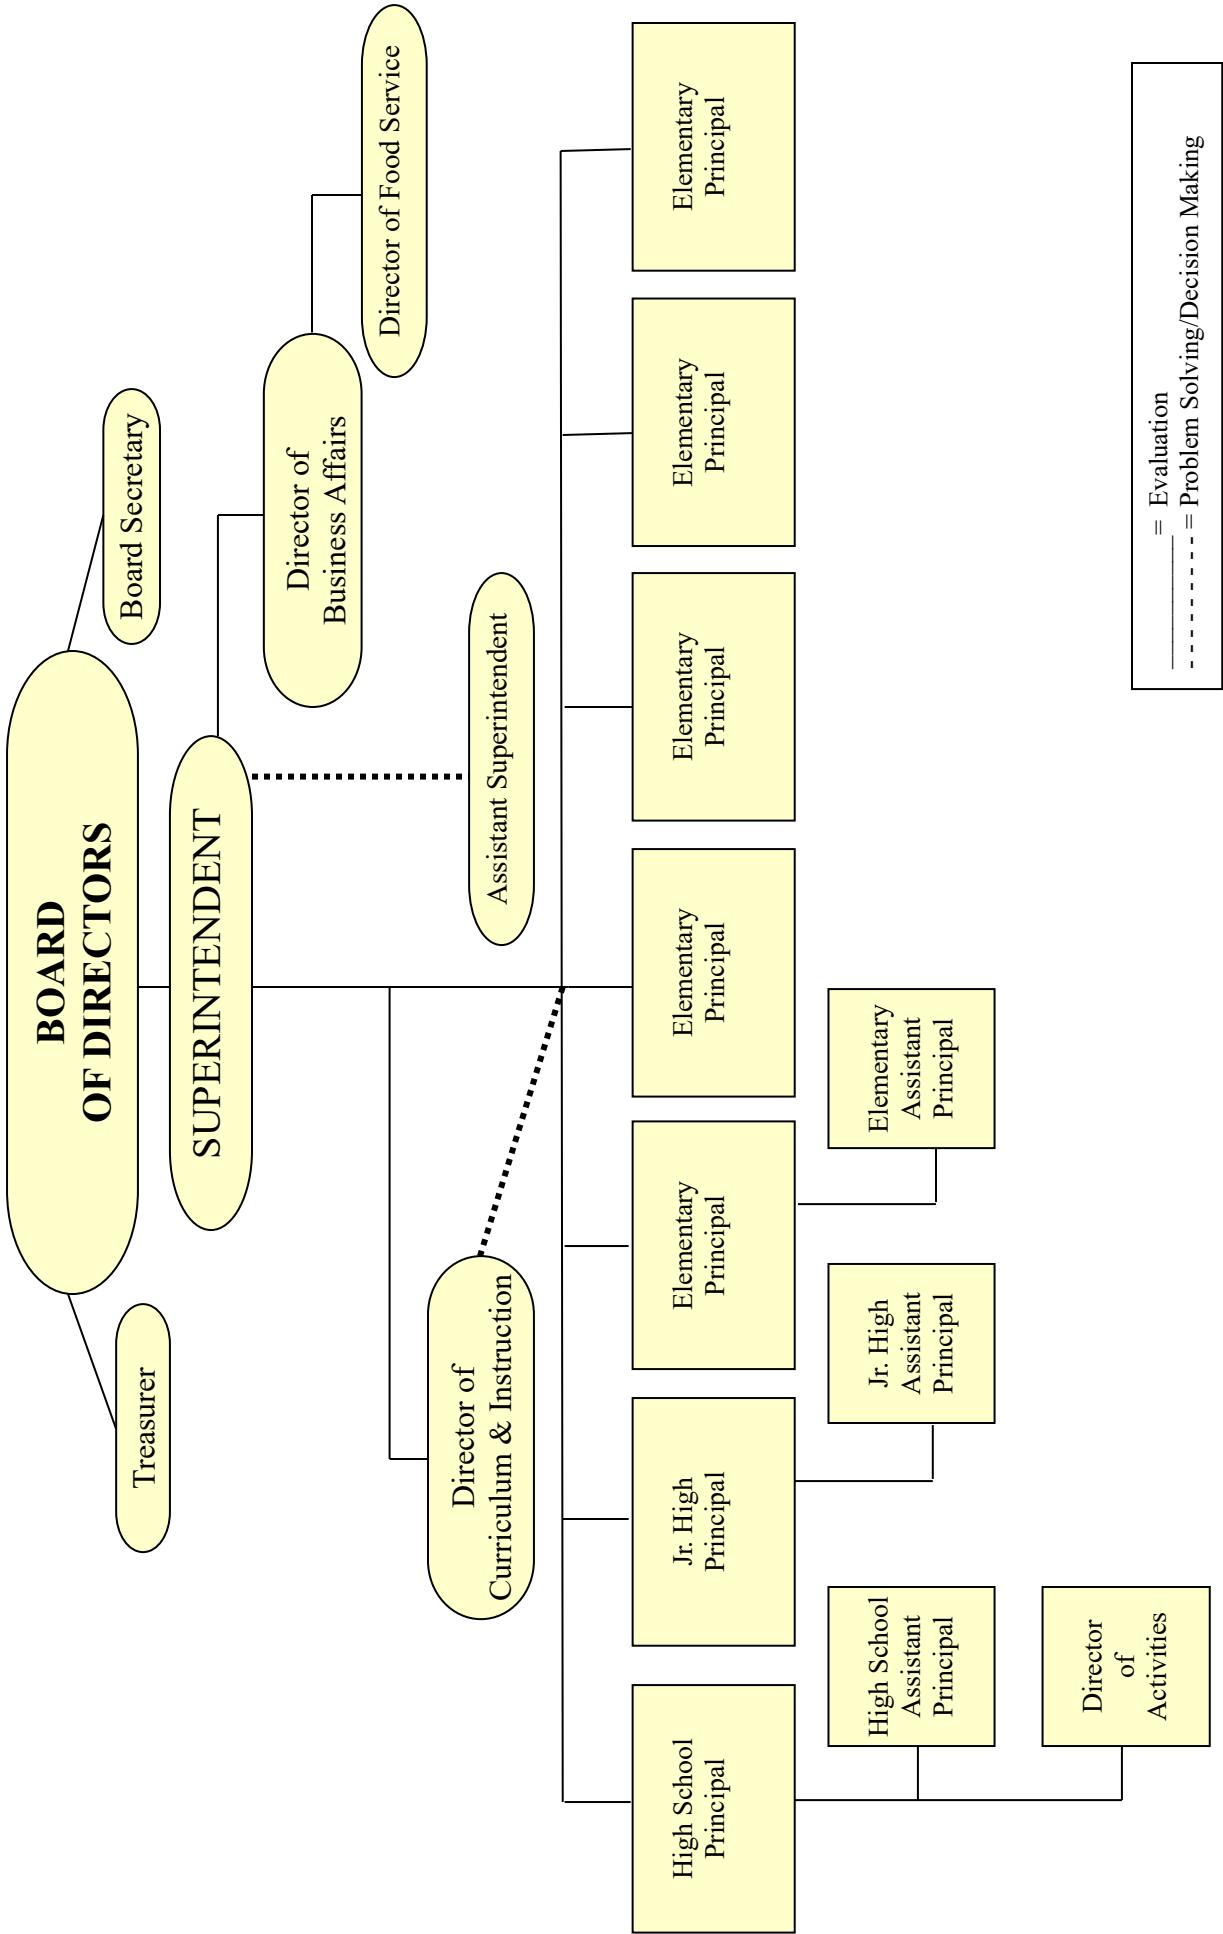 BOARD
OF DIRECTORS
Treasurer
Board Secretary
SUPERINTENDENT
Director of
Business Affairs
Director of Food Service
Director of
Curriculum & Instruction
Assistant Superintendent
High School
Principal
Jr. High
Principal
Elementary
Principal
Elementary
Principal
Elementary
Principal
Elementary
Principal
Elementary
Principal
High School
Assistant
Principal
Jr. High
Assistant
Principal
Elementary
Assistant
Principal
Director
of
Activities
_________ = Evaluation
- - - - - - - - = Problem Solving/Decision Making